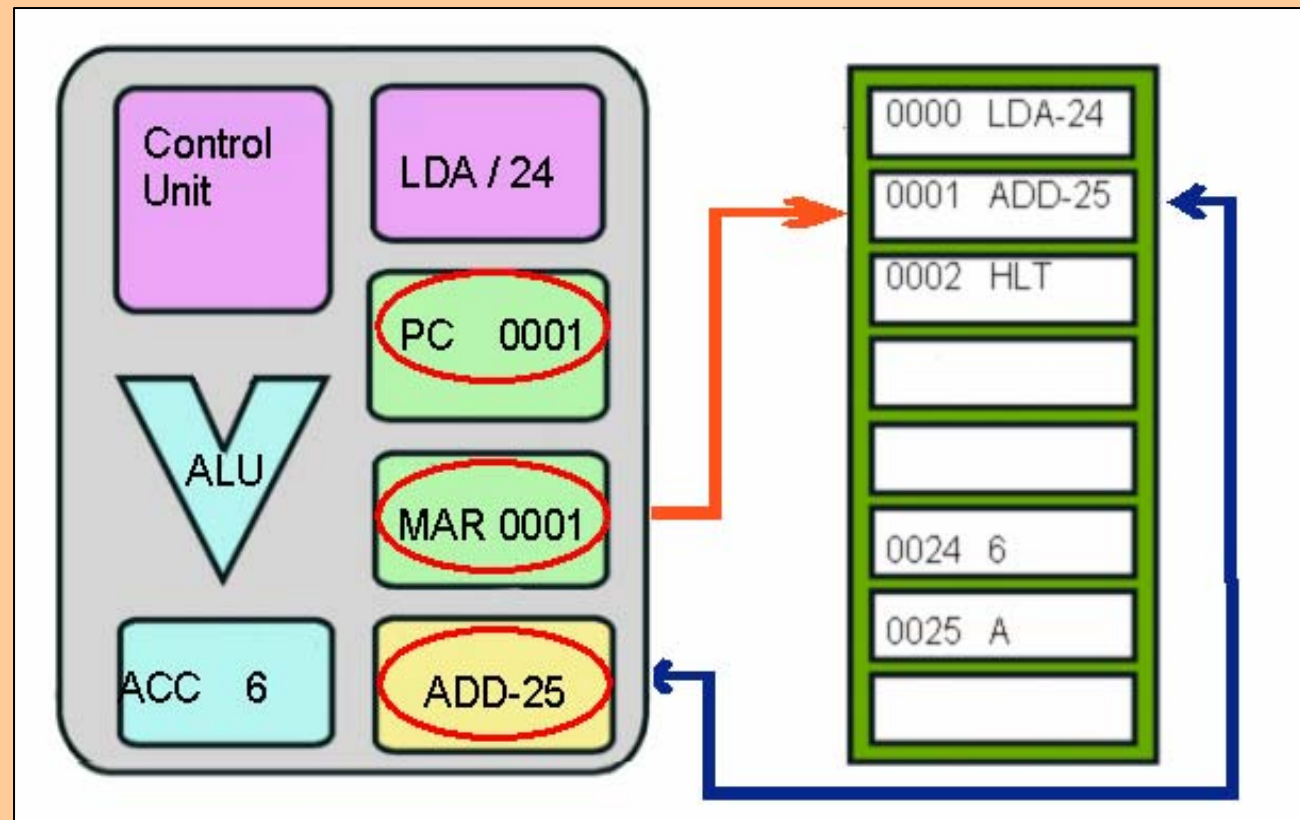 Control
Unit
LDA / 24
PC 0001
ALU
MAR 0001
ACC 6
ADD-25
0000 LDA-24
0001 ADD-25
0002 HLT
0024 6
0025 A